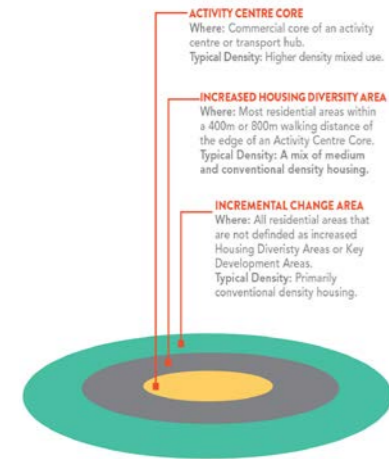 ACTIVITY CENTRE CORE
Where: Commercial core of an activity
centre or transport hub.
Typical Density: Higher density mixed use.
INCREASED HOUSING DIVERSITY AREA
Where: Most residential areas within
a 400m or 800m walking distance of
the edge of an Activity Centre Core.
Typical Density: A mix of medium
and conventional density housing.
INCREMENTAL CHANGE AREA
Where: All residential areas that
are not definded as increased
Housing Diveristy Areas or Key
Development Areas.
Typical Density: Primarily
conventional density housing.